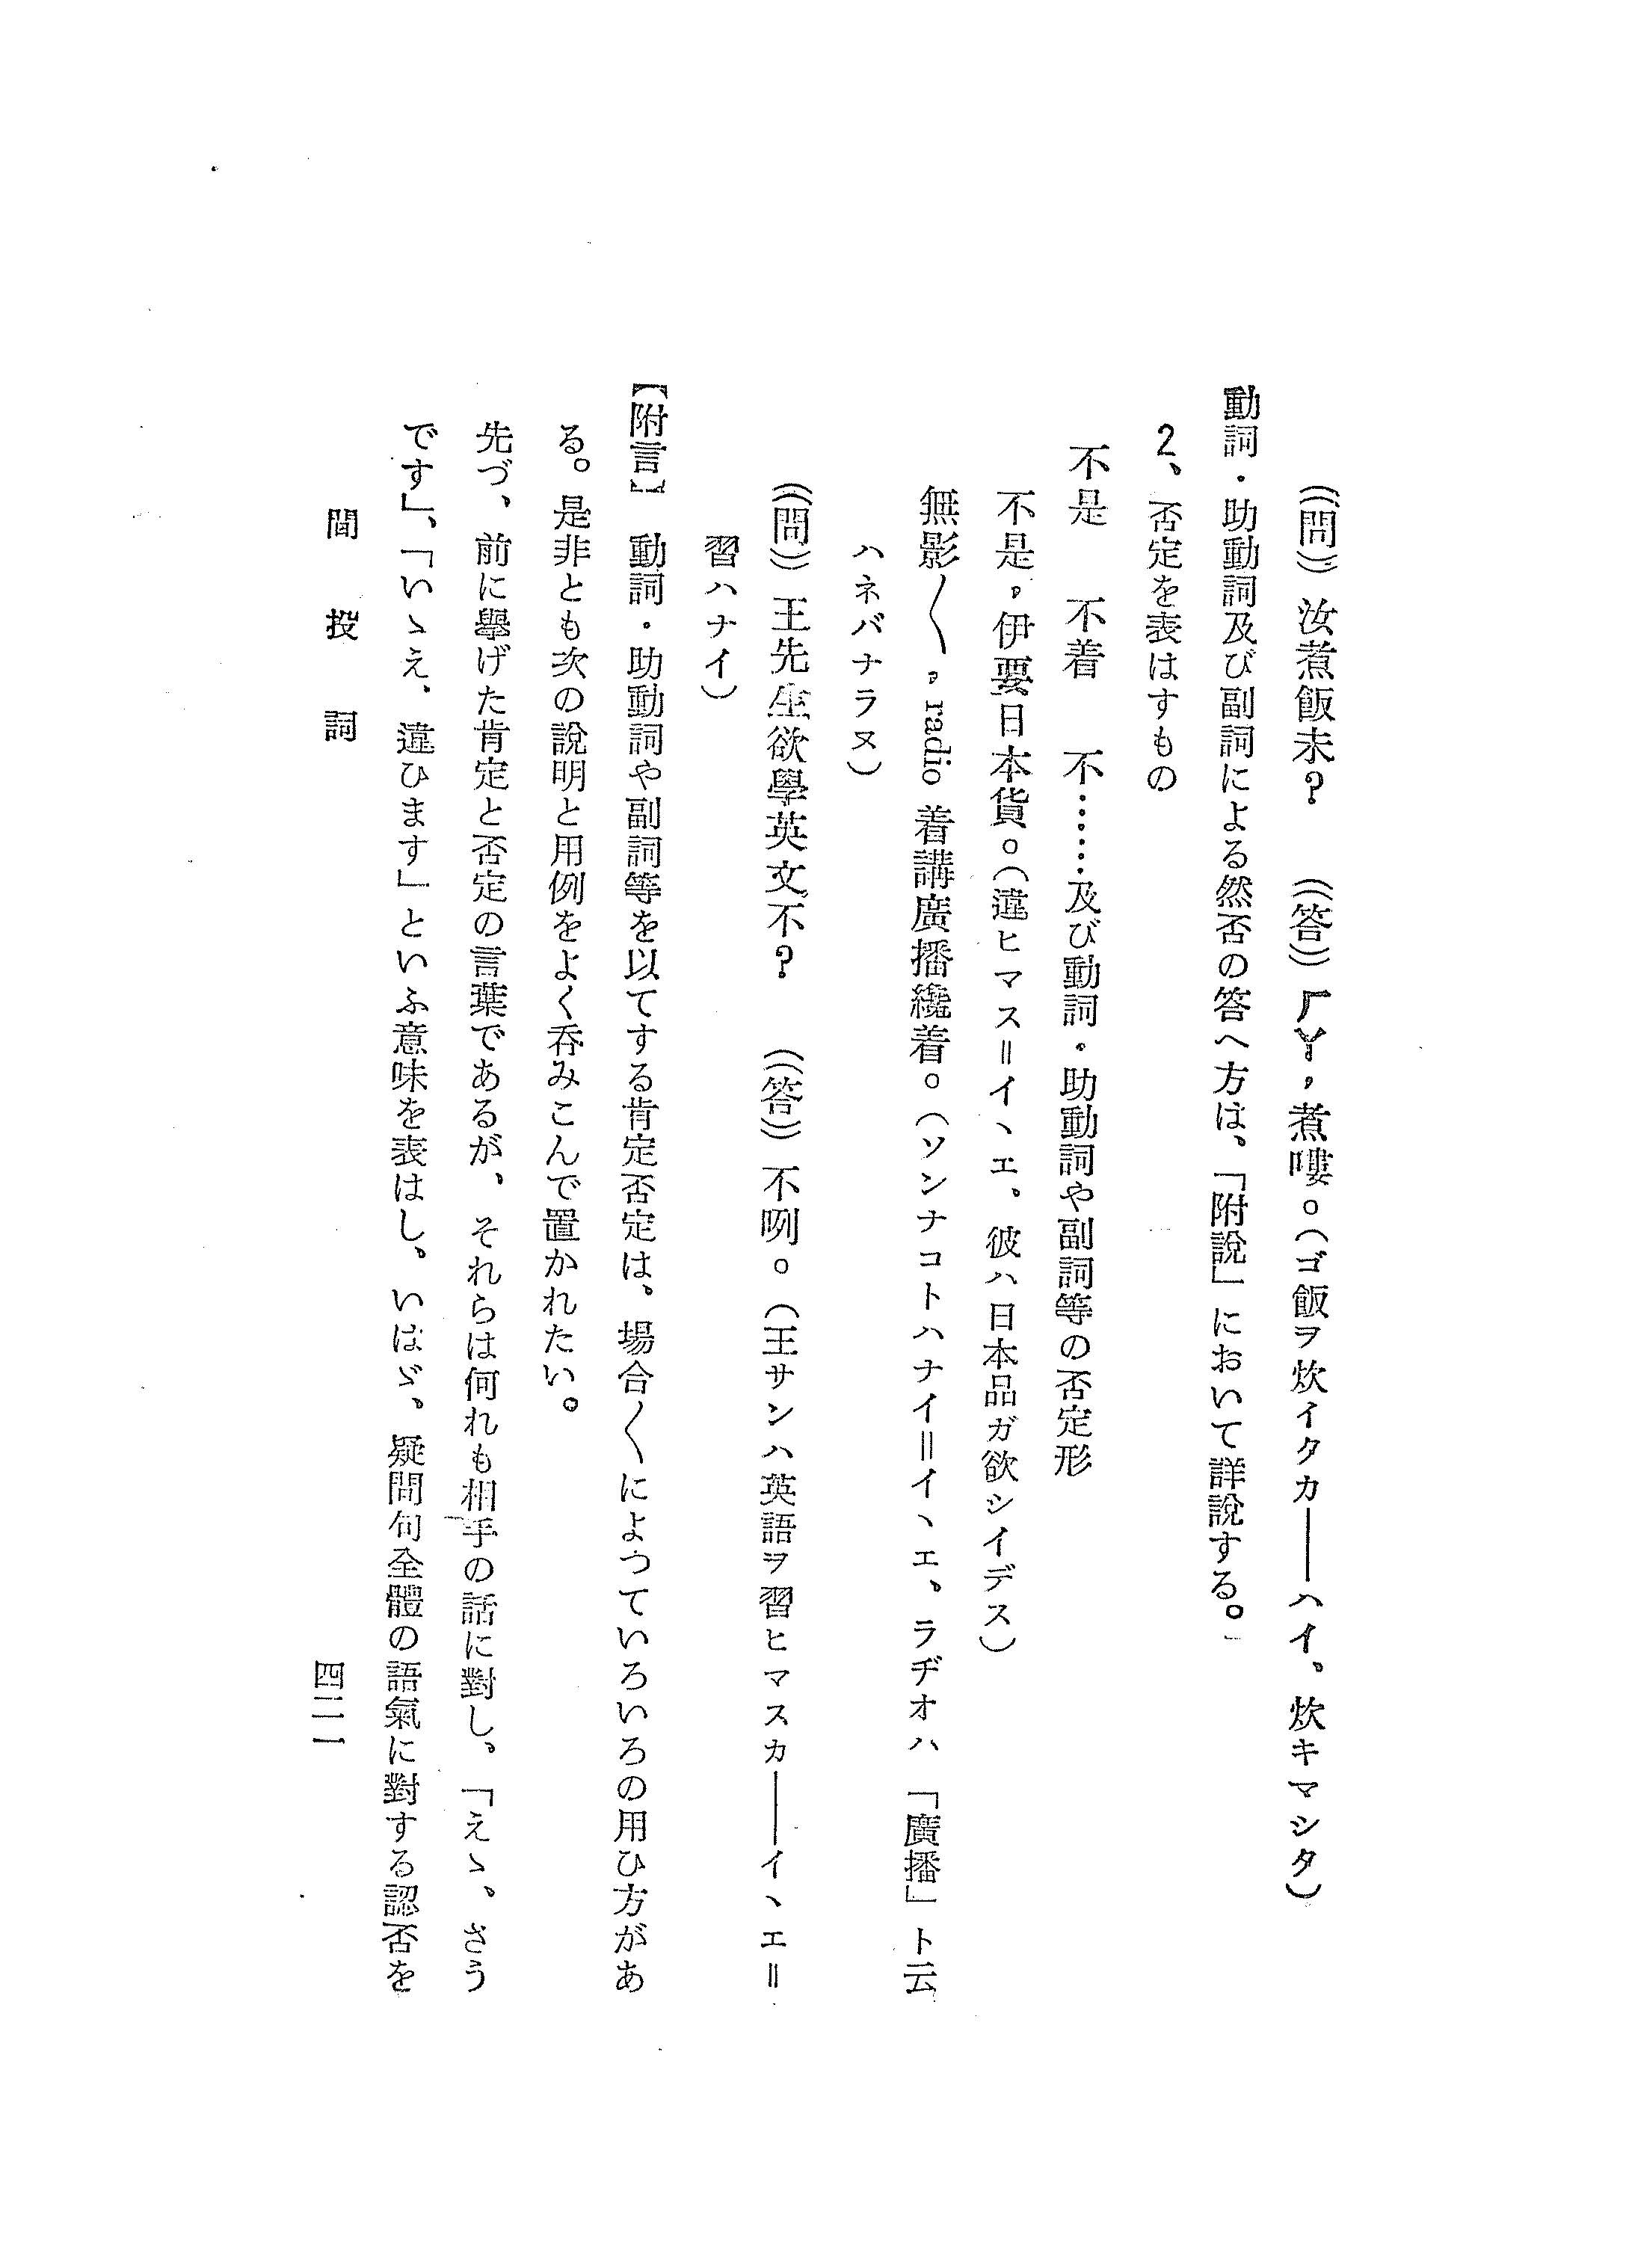 ((問)) 汝煮飯未? ((答)) ㄏㄚ,煮嘍。(ゴ飯ヲ炊イタカ――ハイ、炊キマシタ)
動詞・助動詞及び副詞による然否の答へ方は、「附說」において詳說する。
2、否定を表はすもの
不是 不着 不……及び動詞・助動詞や副詞等の否定形
不是,伊要日本貨。(違ヒマス=イヽエ、彼ハ日本品ガ欲シイデス)
無影〱,radio 着講廣播纔着。(ソンナコトハナイ=イヽエ、ラヂオハ「廣播」ト云
ハネバナラヌ)
((問)) 王先生欲學英文不? ((答)) 不咧。(王サンハ英語ヲ習ヒマスカ――イヽエ=
習ハナイ)
【附言】 動詞・助動詞や副詞等を以てする肯定否定は、場合〱によつていろいろの用ひ方があ
る。是非とも次の說明と用例をよく呑みこんで置かれたい。
先づ、前に擧げた肯定と否定の言葉であるが、それらは何れも相手の話に對し、「えゝ、さう
です」、「いゝえ、違ひます」といふ意味を表はし、いはゞ、疑問句全體の語氣に對する認否を
間投詞
四二一